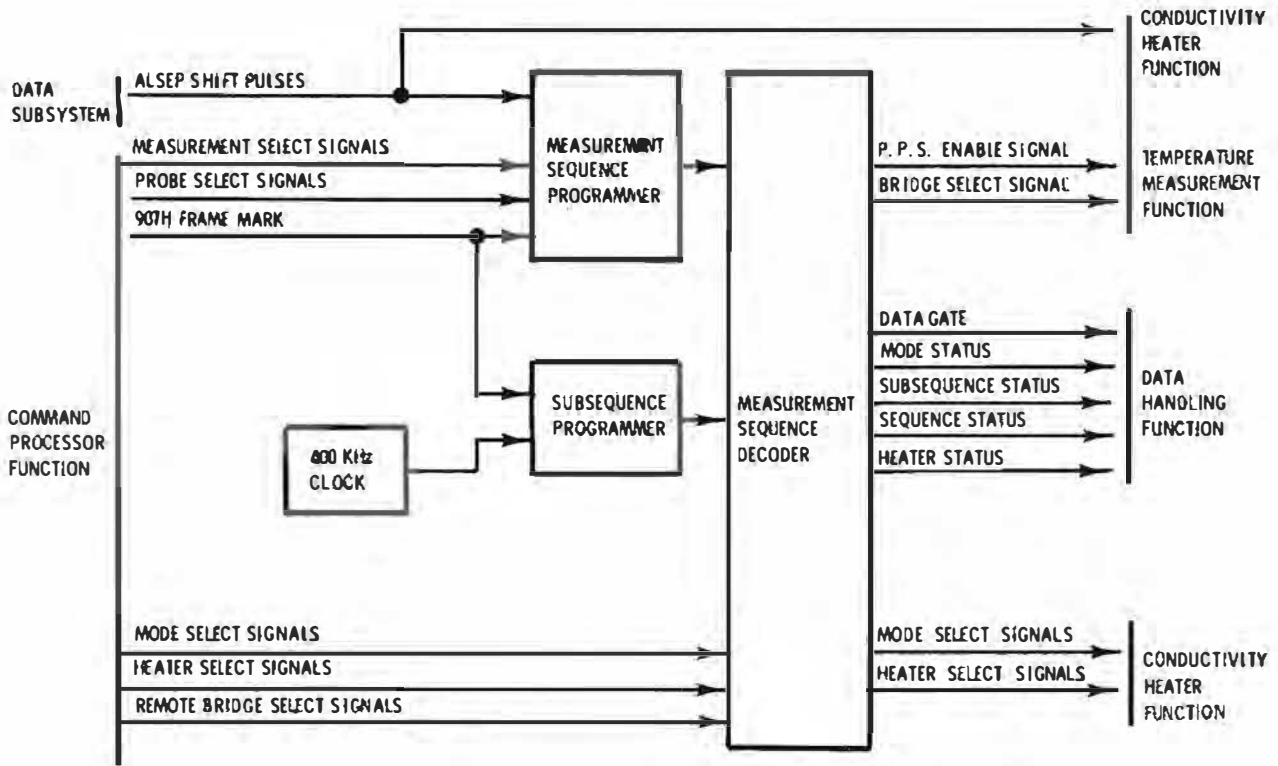 CONDUCTIVITY
HEATER
FUNCTION
DATA
SUBSYSTEM
ALSEP SHIFT PULSES
MEASUREMENT SELECT SIGNALS
PROBE SELECT SIGNALS
90TH FRAME MARK
MEASUREMENT
SEQUENCE
PROGRAMMER
P. P. S. ENABLE SIGNAL
BRIDGE SELECT SIGNAL
TEMPERATURE
MEASUREMENT
FUNCTION
DATA GATE
MODE STATUS
SUBSEQUENCE STATUS
SEQUENCE STATUS
HEATER STATUS
DATA
HANDLING
FUNCTION
COMMAND
PROCESSOR
FUNCTION
SUBSEQUENCE
PROGRAMMER
MEASUREMENT
SEQUENCE
DECODER
KHz
CLOCK
MODE SELECT SIGNALS
HEATER SELECT SIGNALS
REMOTE BRIDGE SELECT SIGNALS
MODE SELECT SIGNALS
HEATER SELECT SIGNALS
CONDUCTIVITY
HEATER
FUNCTION